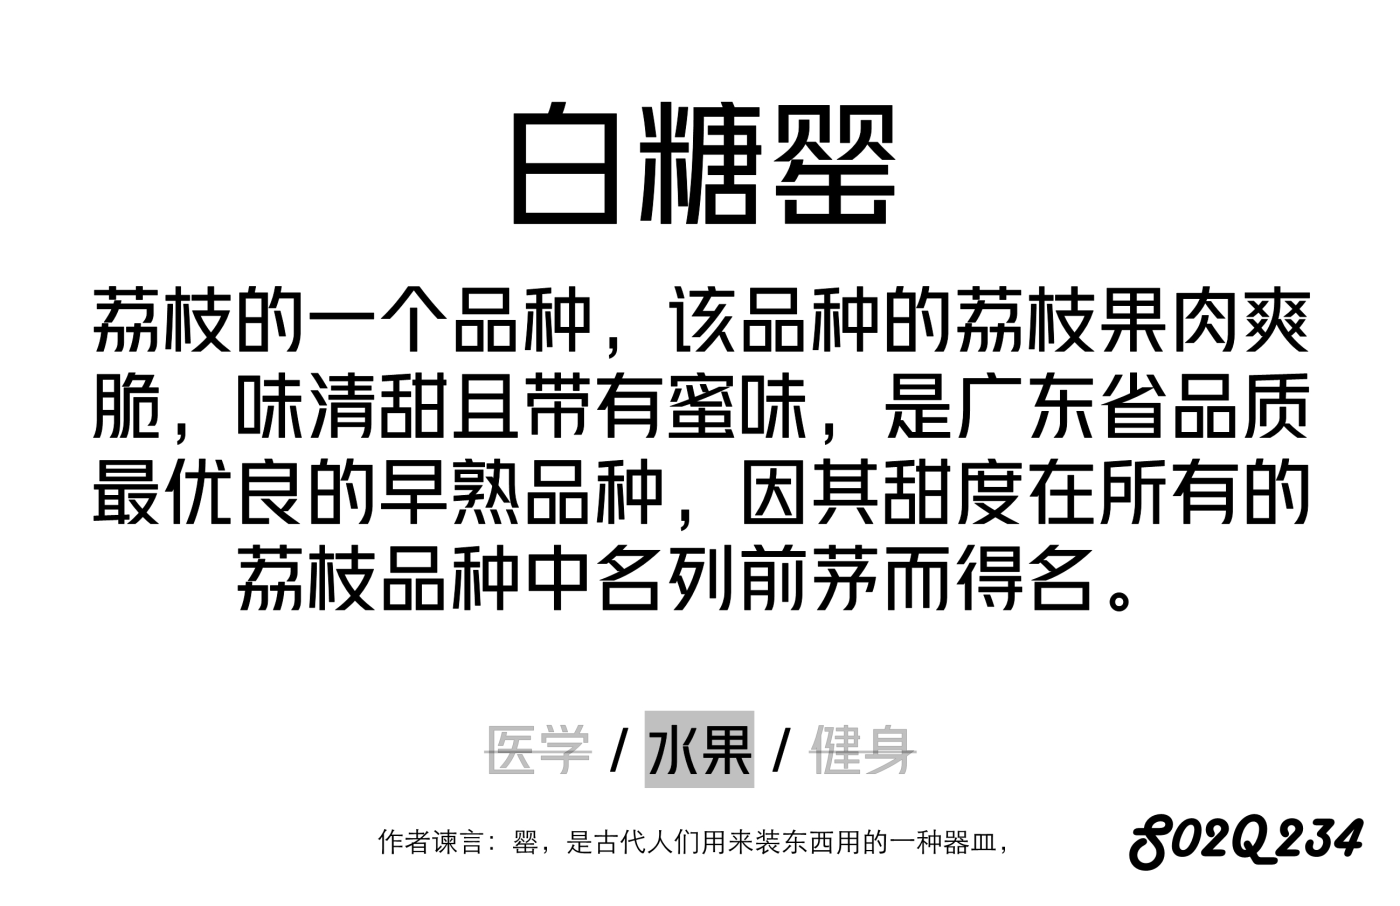 白糖罂
荔枝的一个品种，该品种的荔枝果肉爽
脆，味清甜且带有蜜味，是广东省品质
最优良的早熟品种，因其甜度在所有的
荔枝品种中名列前茅而得名。
医学 / 水果 / 健身
作者谏言：罂，是古代人们用来装东西用的一种器皿，
S02Q234